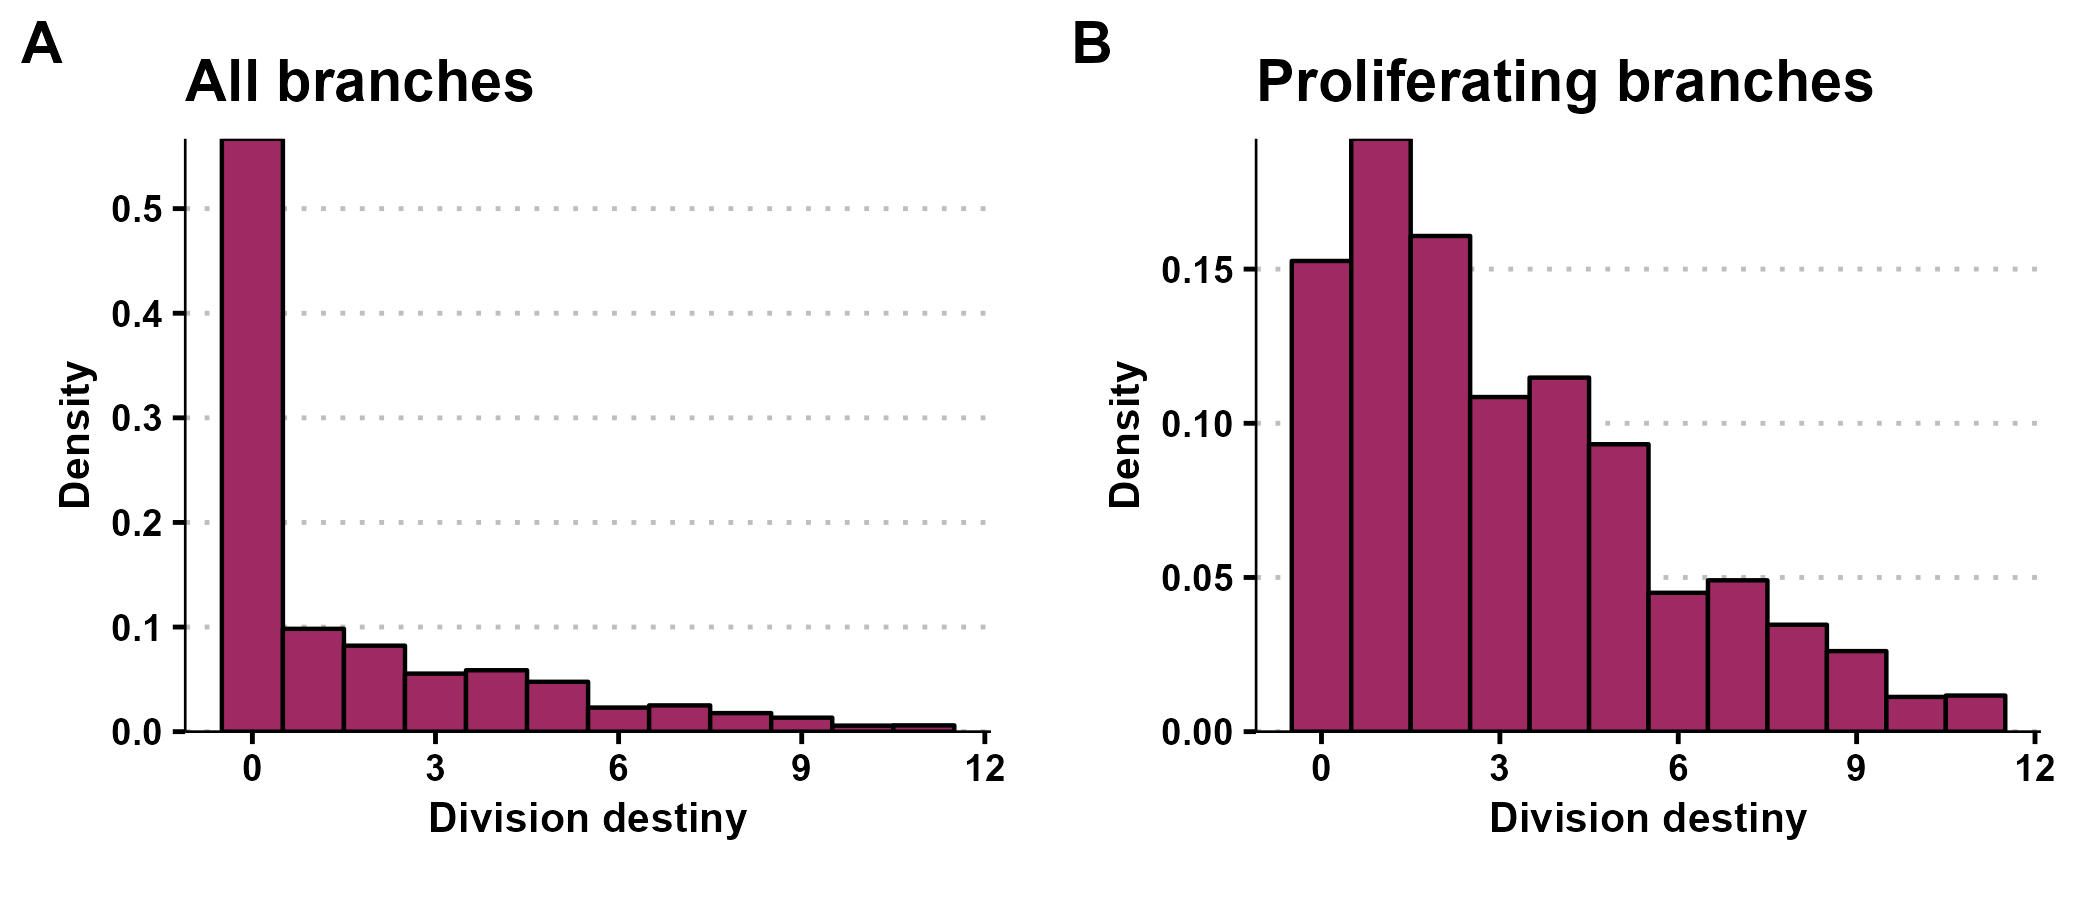 A
All branches
0.5
0.4
0.3
0.2
0.1
0.0
Density
0 3 6 9 12
Division destiny
B
Proliferating branches
0.15
0.10
0.05
0.00
Density
0 3 6 9 12
Division destiny